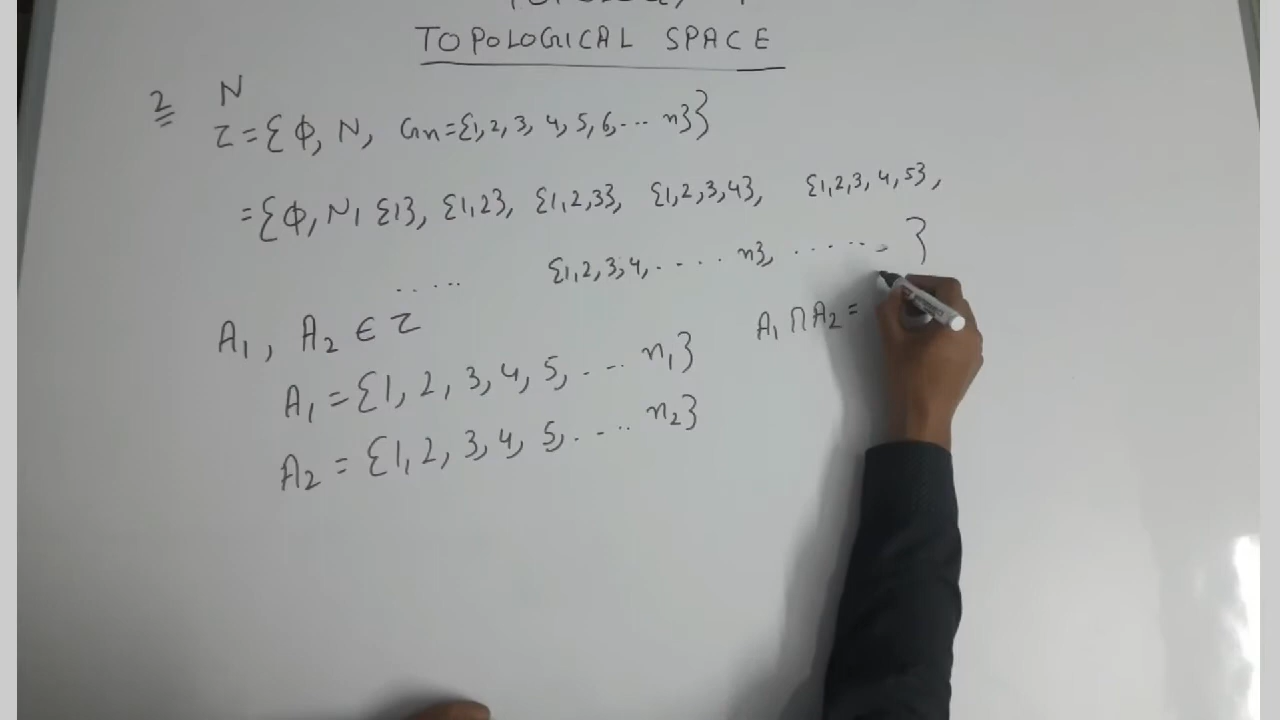 TOPOLOGICAL SPACE
2 N
τ = {φ, N, Gn = {1, 2, 3, 4, 5, 6, ... n}}
= {φ, N, {1}, {1,2}, {1,2,3}, {1,2,3,4}, {1,2,3,4,5},
..... {1,2,3,4, .... n}, ...... }
A₁, A₂ ∈ τ
A₁ ∩ A₂ =
A₁ = {1, 2, 3, 4, 5, ... n₁}
A₂ = {1, 2, 3, 4, 5, .... n₂}